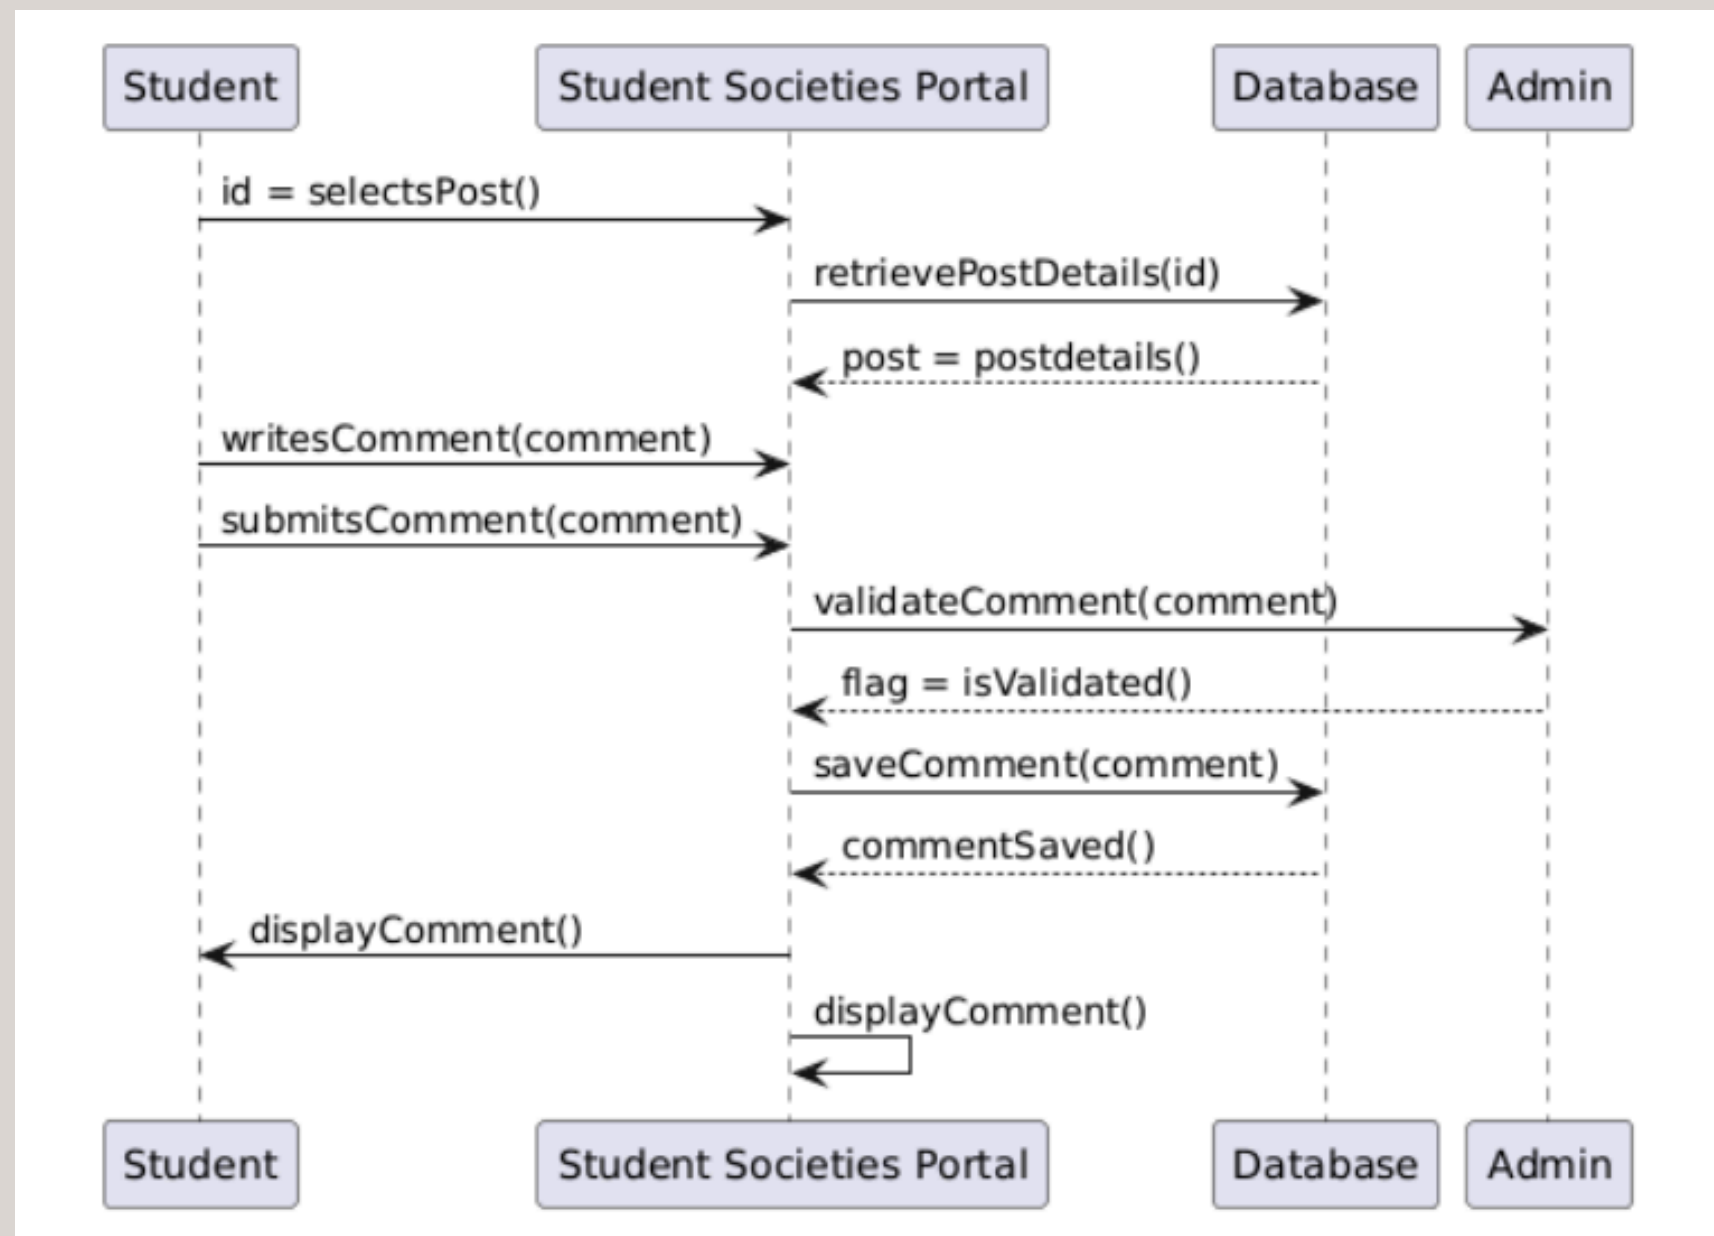 Student
Student Societies Portal
Database
Admin
id = selectsPost()
retrievePostDetails(id)
post = postdetails()
writesComment(comment)
submitsComment(comment)
validateComment(comment)
flag = isValidated()
saveComment(comment)
commentSaved()
displayComment()
displayComment()
Student
Student Societies Portal
Database
Admin